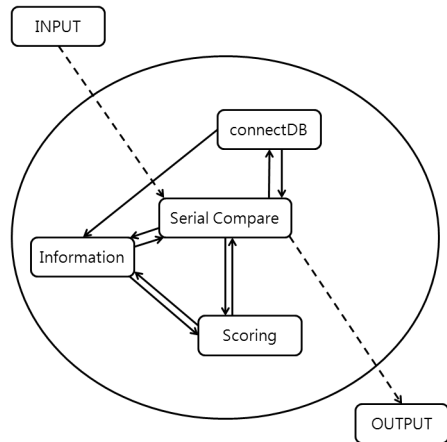 INPUT
connectDB
Serial Compare
Information
Scoring
OUTPUT